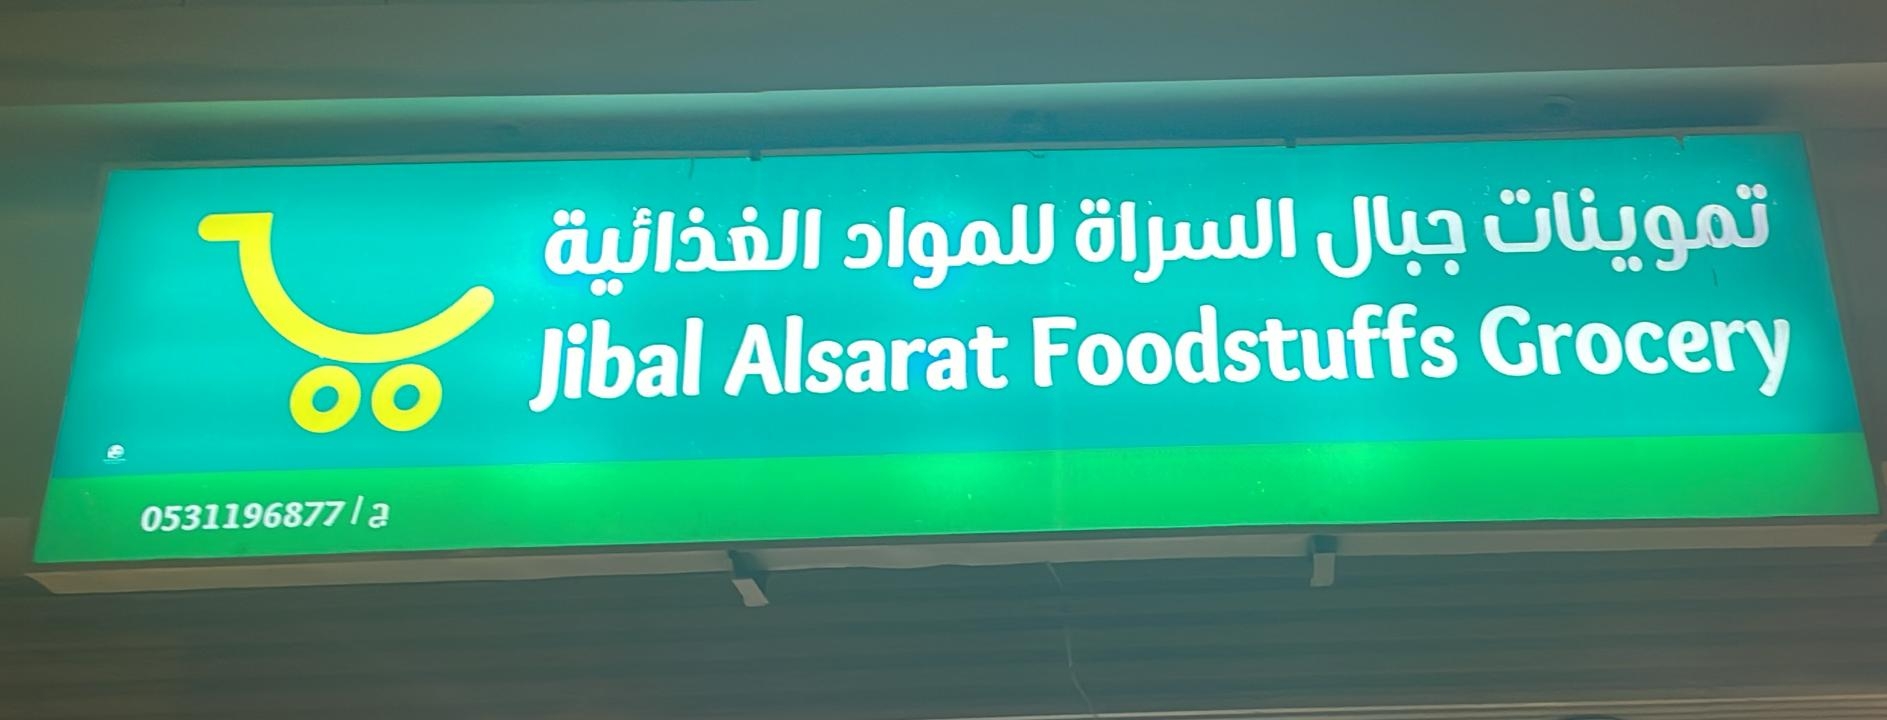 تموينات جبال السراة للمواد الغذائية
Jibal Alsarat Foodstuffs Grocery
ج / 0531196877